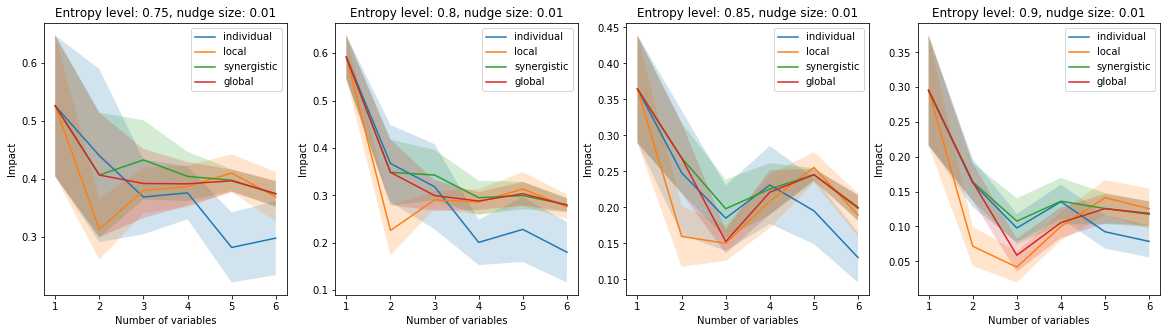 Entropy level: 0.75, nudge size: 0.01
individual
local
synergistic
global
Impact
0.6
0.5
0.4
0.3
1 2 3 4 5 6
Number of variables
Entropy level: 0.8, nudge size: 0.01
individual
local
synergistic
global
Impact
0.6
0.5
0.4
0.3
0.2
0.1
1 2 3 4 5 6
Number of variables
Entropy level: 0.85, nudge size: 0.01
individual
local
synergistic
global
Impact
0.45
0.40
0.35
0.30
0.25
0.20
0.15
0.10
1 2 3 4 5 6
Number of variables
Entropy level: 0.9, nudge size: 0.01
individual
local
synergistic
global
Impact
0.35
0.30
0.25
0.20
0.15
0.10
0.05
1 2 3 4 5 6
Number of variables